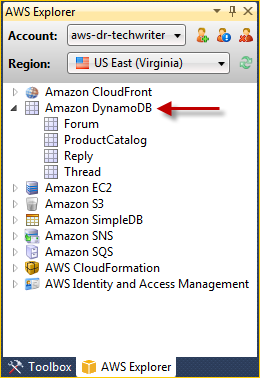 AWS Explorer
Account: aws-dr-techwriter
Region: US East (Virginia)
Amazon CloudFront
Amazon DynamoDB
Forum
ProductCatalog
Reply
Thread
Amazon EC2
Amazon S3
Amazon SimpleDB
Amazon SNS
Amazon SQS
AWS CloudFormation
AWS Identity and Access Management
Toolbox AWS Explorer